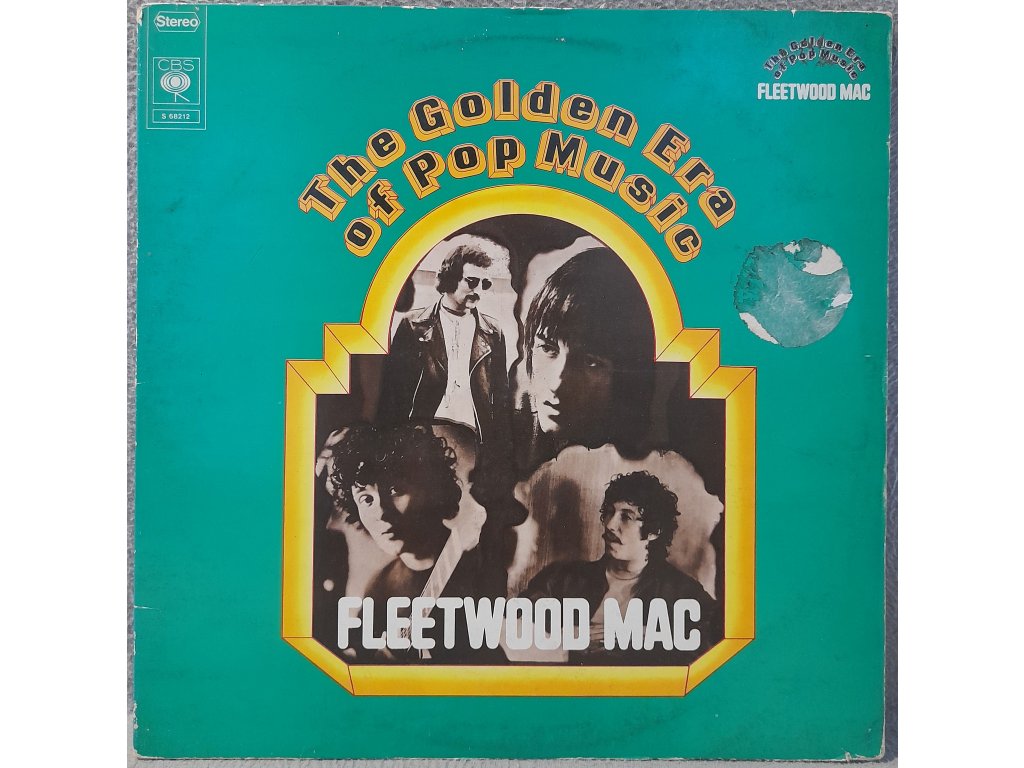 Stereo
CBS
S 68212
The Golden Era
of Pop Music
FLEETWOOD MAC
The Golden Era
of Pop Music
FLEETWOOD MAC